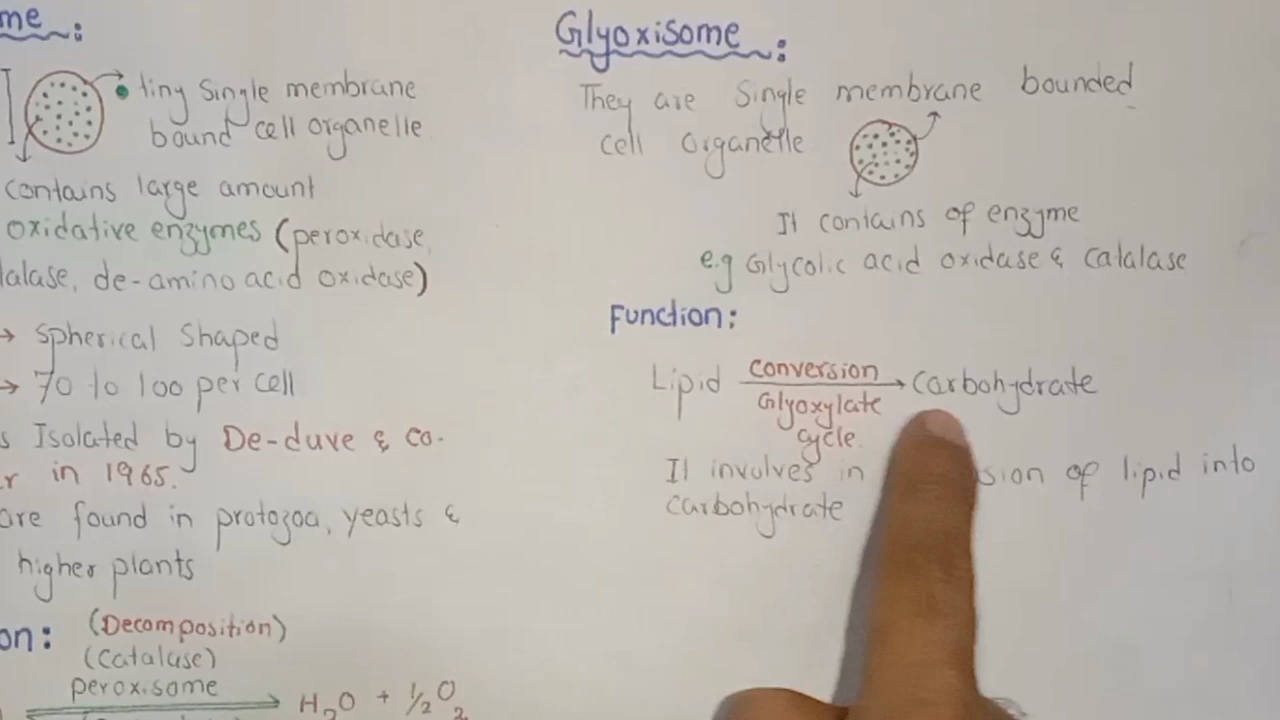 me :
tiny single membrane
bound cell organelle
contains large amount
oxidative enzymes (peroxidase,
talase, de-amino acid oxidase)
→ Spherical Shaped
→ 70 to 100 per cell
s Isolated by De-duve & co-
r in 1965.
are found in protozoa, yeasts &
higher plants
on:
(Decomposition)
(Catalase)
peroxisome
H2O + 1/2O2
Glyoxisome :
They are Single membrane bounded
cell organelle
It contains of enzyme
e.g Glycolic acid oxidase & catalase
Function:
Lipid conversion → Carbohydrate
Glyoxylate
cycle.
It involves in sion of lipid into
carbohydrate